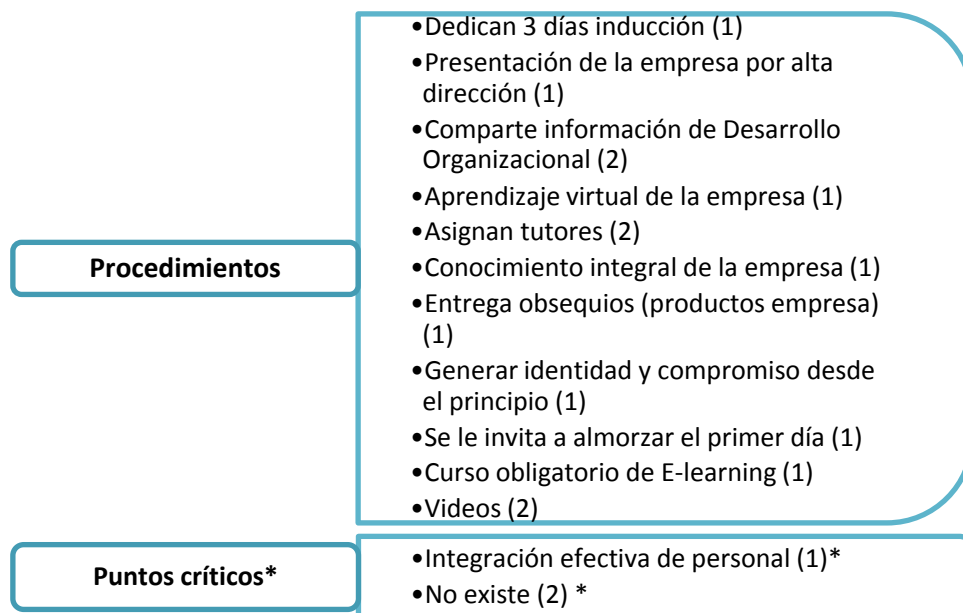 •Dedican 3 días inducción (1)
•Presentación de la empresa por alta
dirección (1)
•Comparte información de Desarrollo
Organizacional (2)
•Aprendizaje virtual de la empresa (1)
•Asignan tutores (2)
Procedimientos
•Conocimiento integral de la empresa (1)
•Entrega obsequios (productos empresa)
(1)
•Generar identidad y compromiso desde
el principio (1)
•Se le invita a almorzar el primer día (1)
•Curso obligatorio de E-learning (1)
•Videos (2)
Puntos críticos*
•Integración efectiva de personal (1)*
•No existe (2) *